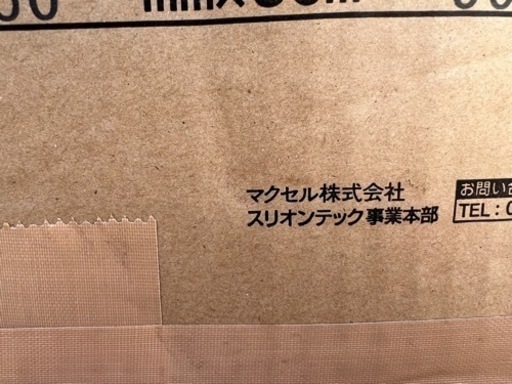 マクセル株式会社
スリオンテック事業本部
お問い合
TEL:0